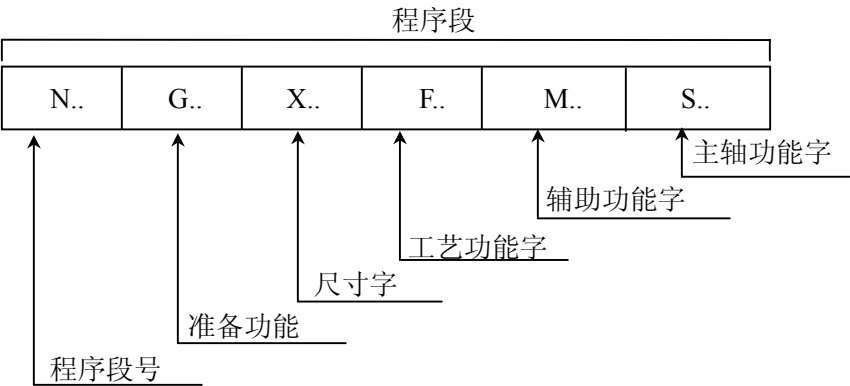 程序段
N.. G.. X.. F.. M.. S..
主轴功能字
辅助功能字
工艺功能字
尺寸字
准备功能
程序段号